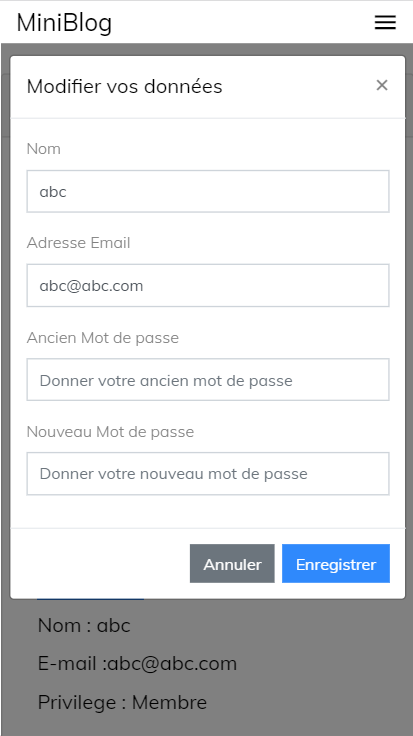 MiniBlog
Modifier vos données
×
Nom
abc
Adresse Email
abc@abc.com
Ancien Mot de passe
Donner votre ancien mot de passe
Nouveau Mot de passe
Donner votre nouveau mot de passe
Annuler Enregistrer
Nom : abc
E-mail :abc@abc.com
Privilege : Membre